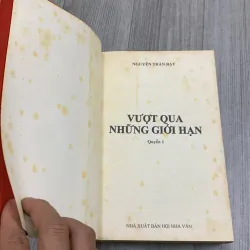 NGUYỄN TRẦN BẠT
VƯỢT QUA
NHỮNG GIỚI HẠN
Quyển 1
NHÀ XUẤT BẢN HỘI NHÀ VĂN